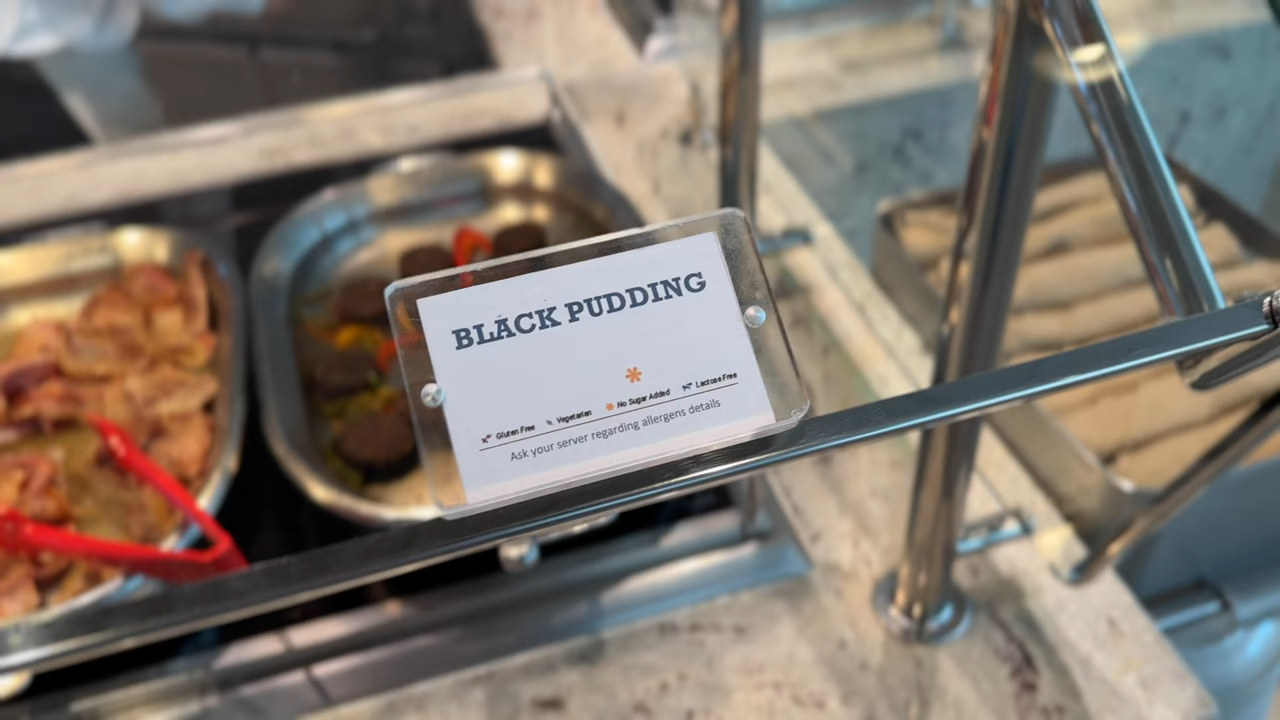 BLACK PUDDING
Gluten Free Vegetarian No Sugar Added Lactose Free
Ask your server regarding allergens details